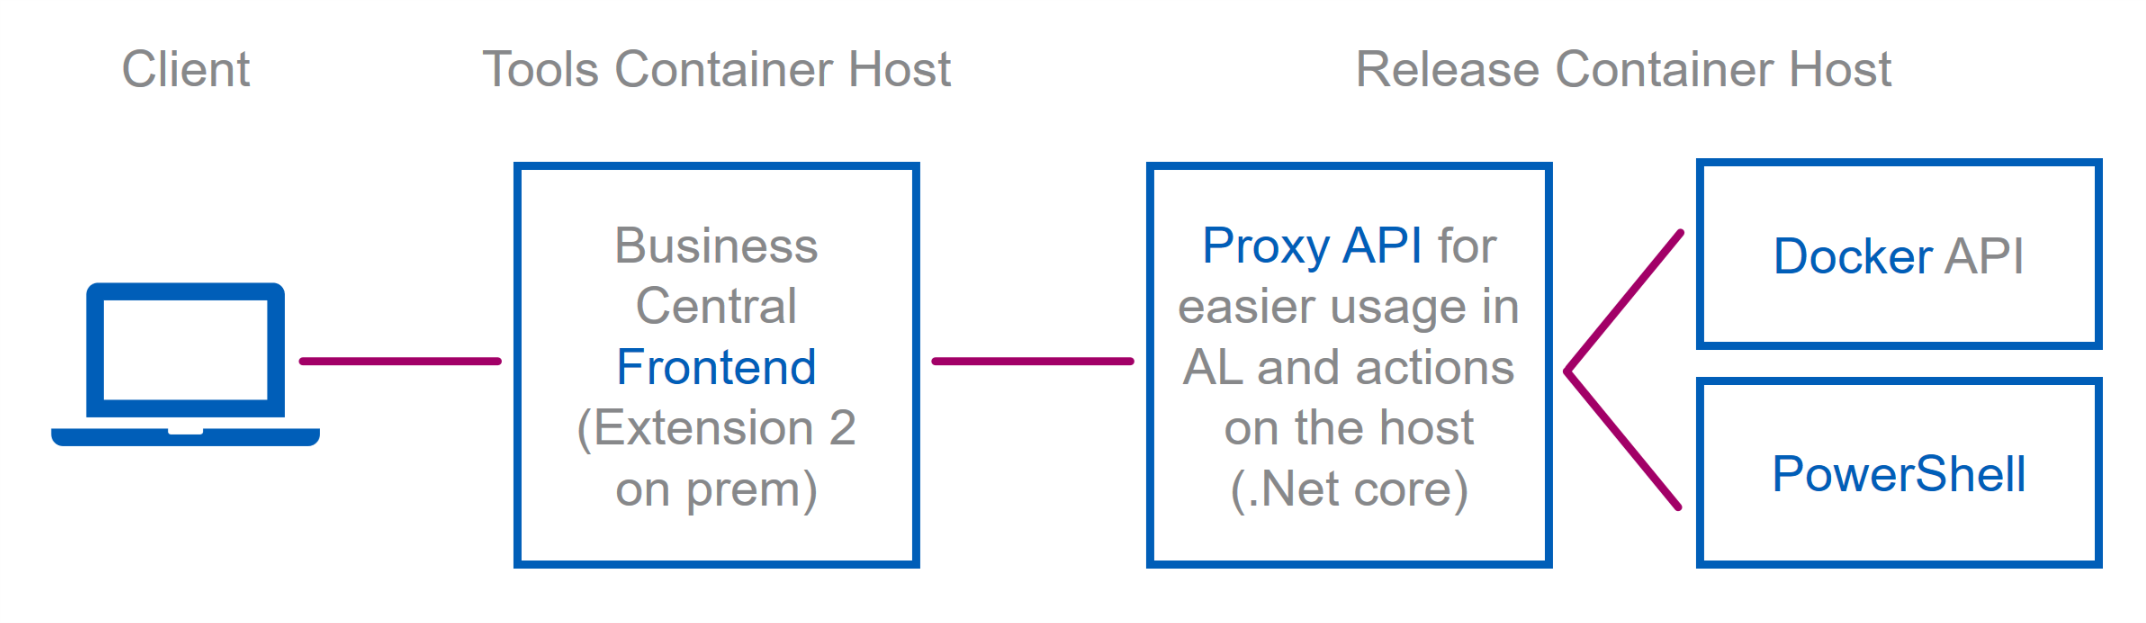 Client
Tools Container Host
Release Container Host
Business
Central
Frontend
(Extension 2
on prem)
Proxy API for
easier usage in
AL and actions
on the host
(.Net core)
Docker API
PowerShell